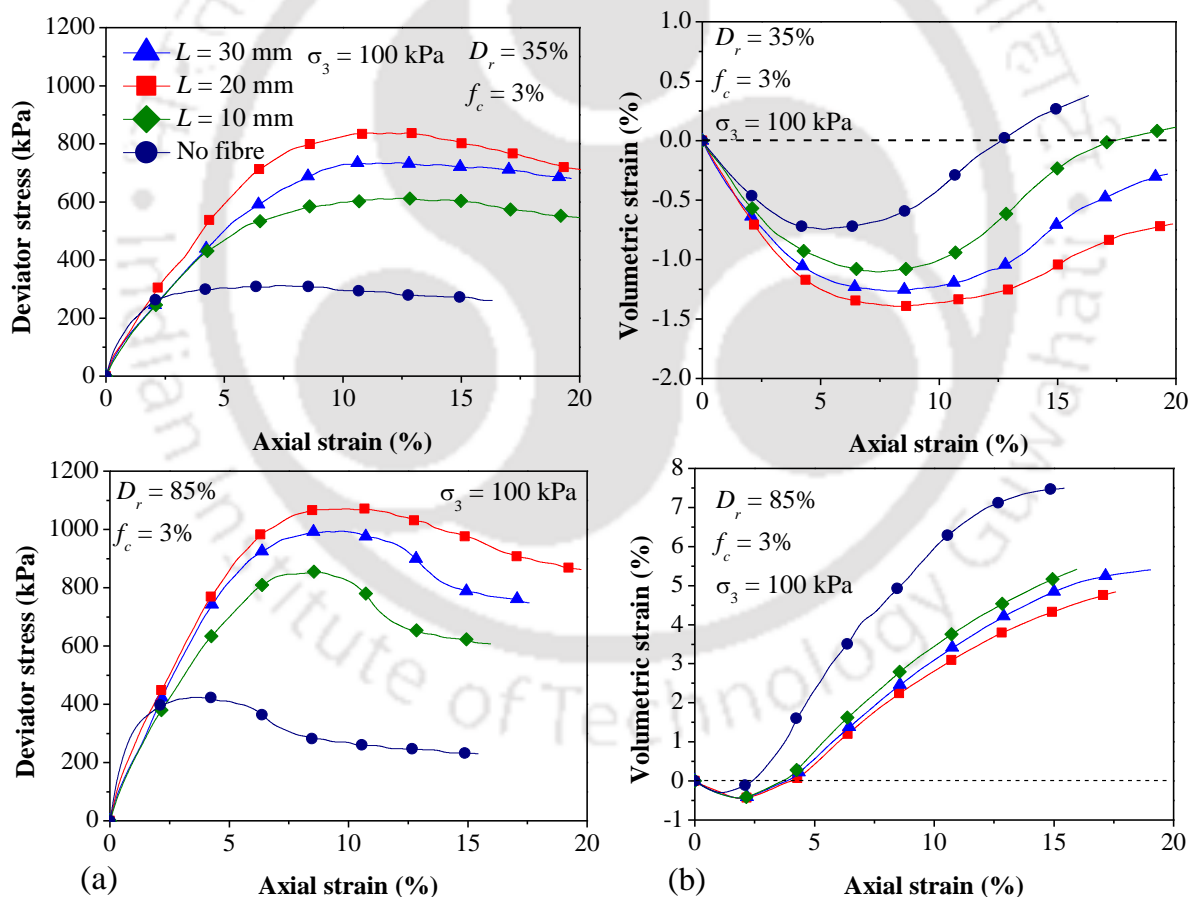 1200
1000
800
600
400
200
0
L = 30 mm
L = 20 mm
L = 10 mm
No fibre
σ3 = 100 kPa
Dr = 35%
fc = 3%
Deviator stress (kPa)
0 5 10 15 20
Axial strain (%)
1.0
0.5
0.0
-0.5
-1.0
-1.5
-2.0
Dr = 35%
fc = 3%
σ3 = 100 kPa
Volumetric strain (%)
0 5 10 15 20
Axial strain (%)
1200
1000
800
600
400
200
0
Dr = 85%
fc = 3%
σ3 = 100 kPa
Deviator stress (kPa)
0 5 10 15 20
Axial strain (%)
(a)
8
7
6
5
4
3
2
1
0
-1
Dr = 85%
fc = 3%
σ3 = 100 kPa
Volumetric strain (%)
0 5 10 15 20
Axial strain (%)
(b)
Indian Institute of Technology Guwahati